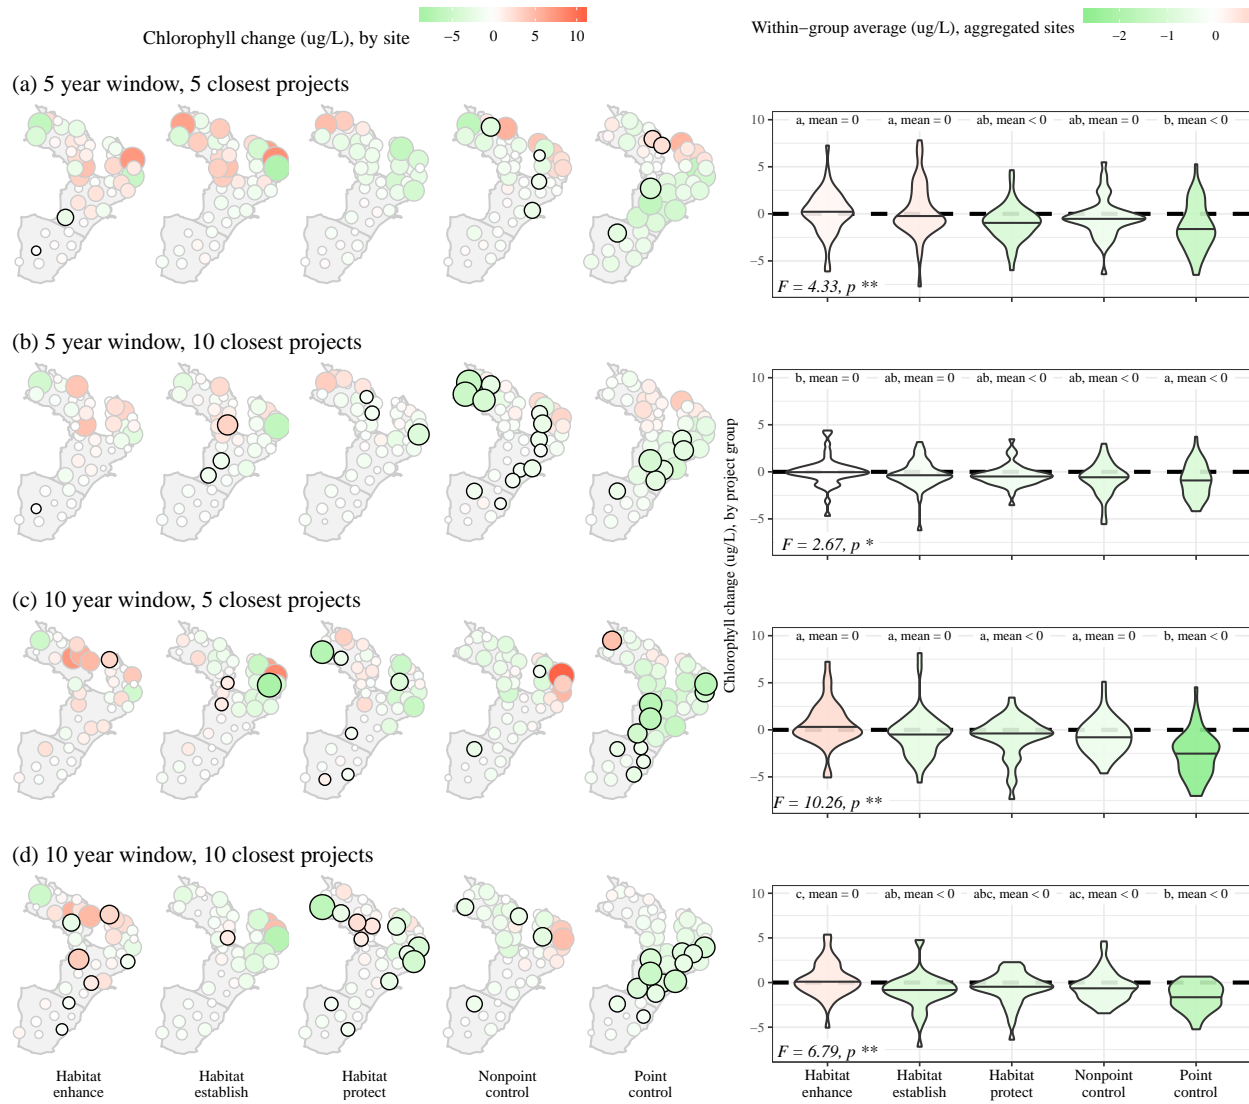 Chlorophyll change (ug/L), by site
−5 0 5 10
Within−group average (ug/L), aggregated sites
−2 −1 0
(a) 5 year window, 5 closest projects
10
5
0
−5
a, mean = 0 a, mean = 0 ab, mean < 0 ab, mean = 0 b, mean < 0
F = 4.33, p **
(b) 5 year window, 10 closest projects
10
5
0
−5
b, mean = 0 ab, mean = 0 ab, mean < 0 ab, mean < 0 a, mean < 0
F = 2.67, p *
Chlorophyll change (ug/L), by project group
(c) 10 year window, 5 closest projects
10
5
0
−5
a, mean = 0 a, mean = 0 a, mean < 0 a, mean = 0 b, mean < 0
F = 10.26, p **
(d) 10 year window, 10 closest projects
10
5
0
−5
c, mean = 0 ab, mean < 0 abc, mean < 0 ac, mean < 0 b, mean < 0
F = 6.79, p **
Habitat enhance
Habitat establish
Habitat protect
Nonpoint control
Point control
Habitat enhance
Habitat establish
Habitat protect
Nonpoint control
Point control